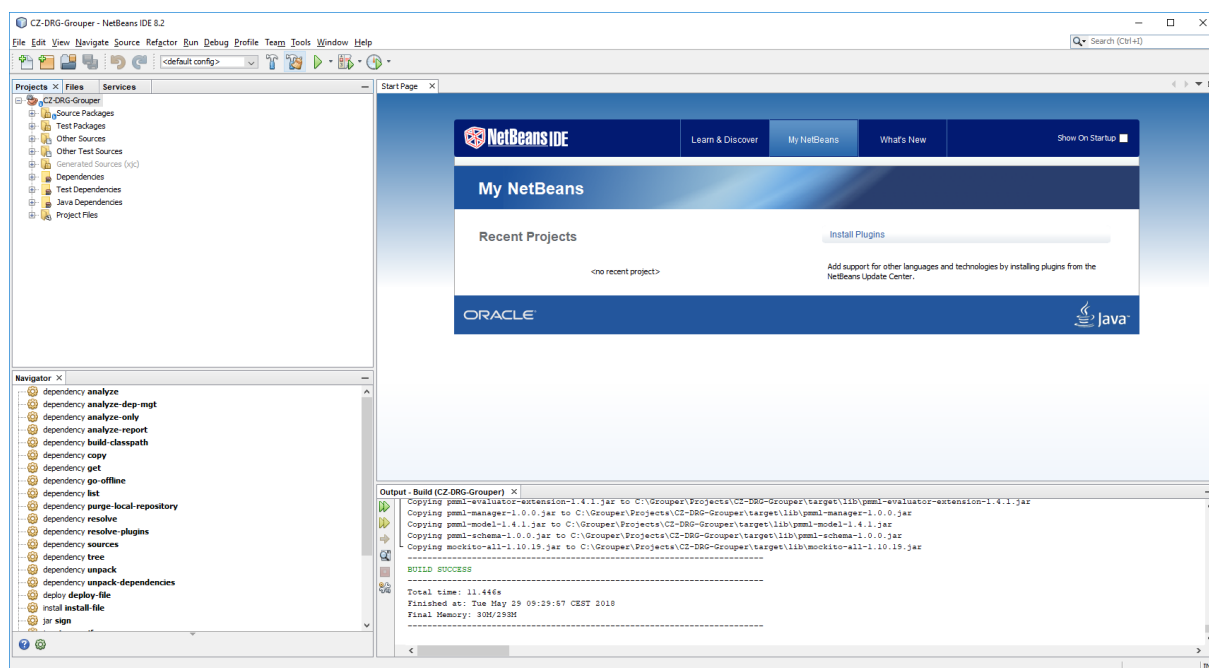 CZ-DRG-Grouper - NetBeans IDE 8.2
File Edit View Navigate Source Refactor Run Debug Profile Team Tools Window Help
Search (Ctrl+I)
<default config>
Projects Files Services
CZ-DRG-Grouper
Source Packages
Test Packages
Other Sources
Other Test Sources
Generated Sources (xjc)
Dependencies
Test Dependencies
Java Dependencies
Project Files
Start Page
NetBeans IDE
Learn & Discover
My NetBeans
What's New
Show On Startup
My NetBeans
Recent Projects
<no recent project>
Install Plugins
Add support for other languages and technologies by installing plugins from the
NetBeans Update Center.
ORACLE
Java
Navigator
dependency analyze
dependency analyze-dep-mgt
dependency analyze-only
dependency analyze-report
dependency build-classpath
dependency copy
dependency get
dependency go-offline
dependency list
dependency purge-local-repository
dependency resolve
dependency resolve-plugins
dependency sources
dependency tree
dependency unpack
dependency unpack-dependencies
deploy deploy-file
install install-file
jar sign
Output - Build (CZ-DRG-Grouper)
Copying pmml-evaluator-extension-1.4.1.jar to C:\Grouper\Projects\CZ-DRG-Grouper\target\lib\pmml-evaluator-extension-1.4.1.jar
Copying pmml-manager-1.0.0.jar to C:\Grouper\Projects\CZ-DRG-Grouper\target\lib\pmml-manager-1.0.0.jar
Copying pmml-model-1.4.1.jar to C:\Grouper\Projects\CZ-DRG-Grouper\target\lib\pmml-model-1.4.1.jar
Copying pmml-schema-1.0.0.jar to C:\Grouper\Projects\CZ-DRG-Grouper\target\lib\pmml-schema-1.0.0.jar
Copying mockito-all-1.10.19.jar to C:\Grouper\Projects\CZ-DRG-Grouper\target\lib\mockito-all-1.10.19.jar
------------------------------------------------------------------------
BUILD SUCCESS
------------------------------------------------------------------------
Total time: 11.446s
Finished at: Tue May 29 09:29:57 CEST 2018
Final Memory: 30M/293M
------------------------------------------------------------------------